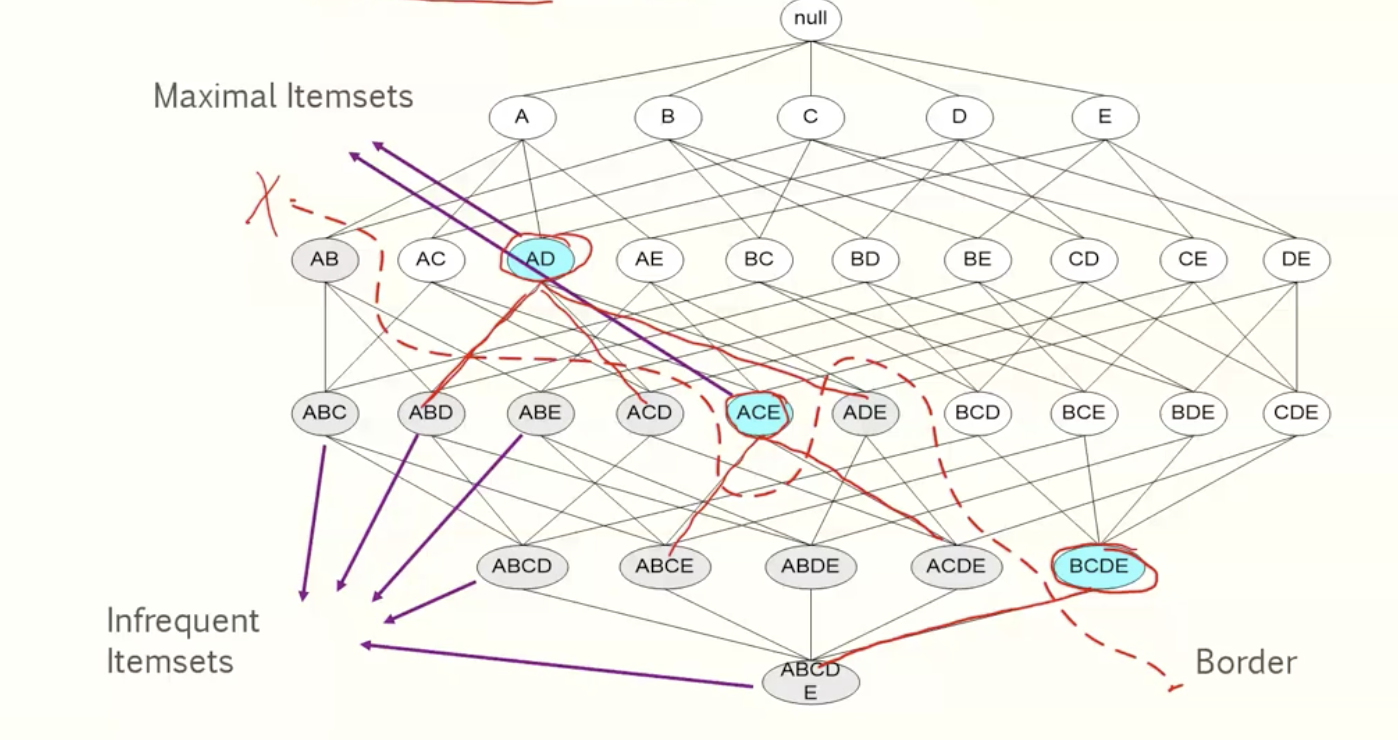 null
Maximal Itemsets
A B C D E
X
AB AC AD AE BC BD BE CD CE DE
ABC ABD ABE ACD ACE ADE BCD BCE BDE CDE
ABCD ABCE ABDE ACDE BCDE
Infrequent
Itemsets
Border
ABCD
E